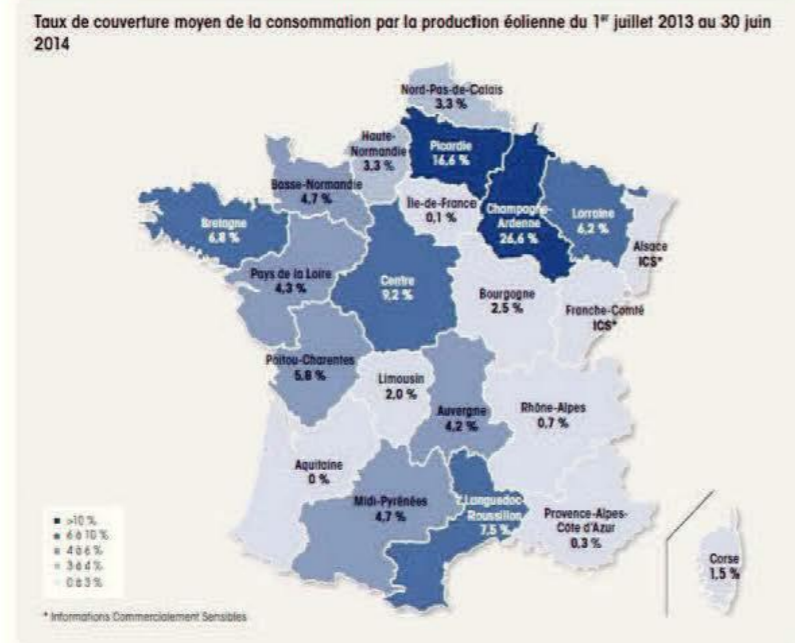 Taux de couverture moyen de la consommation par la production éolienne du 1er juillet 2013 au 30 juin
2014
Nord-Pas-de-Calais
3,3 %
Haute-
Normandie
3,3 %
Picardie
16,6 %
Basse-Normandie
4,7 %
Île-de-France
0,1 %
Champagne-
Ardenne
26,6 %
Lorraine
6,2 %
Alsace
ICS*
Bretagne
6,8 %
Pays de la Loire
4,3 %
Centre
9,2 %
Bourgogne
2,5 %
Franche-Comté
ICS*
Poitou-Charentes
5,8 %
Limousin
2,0 %
Auvergne
4,2 %
Rhône-Alpes
0,7 %
Aquitaine
0 %
Midi-Pyrénées
4,7 %
Languedoc-
Roussillon
7,5 %
Provence-Alpes-
Côte d'Azur
0,3 %
Corse
1,5 %
>10 %
6 à 10 %
4 à 6 %
3 à 4 %
0 à 3 %
* Informations Commercialement Sensibles